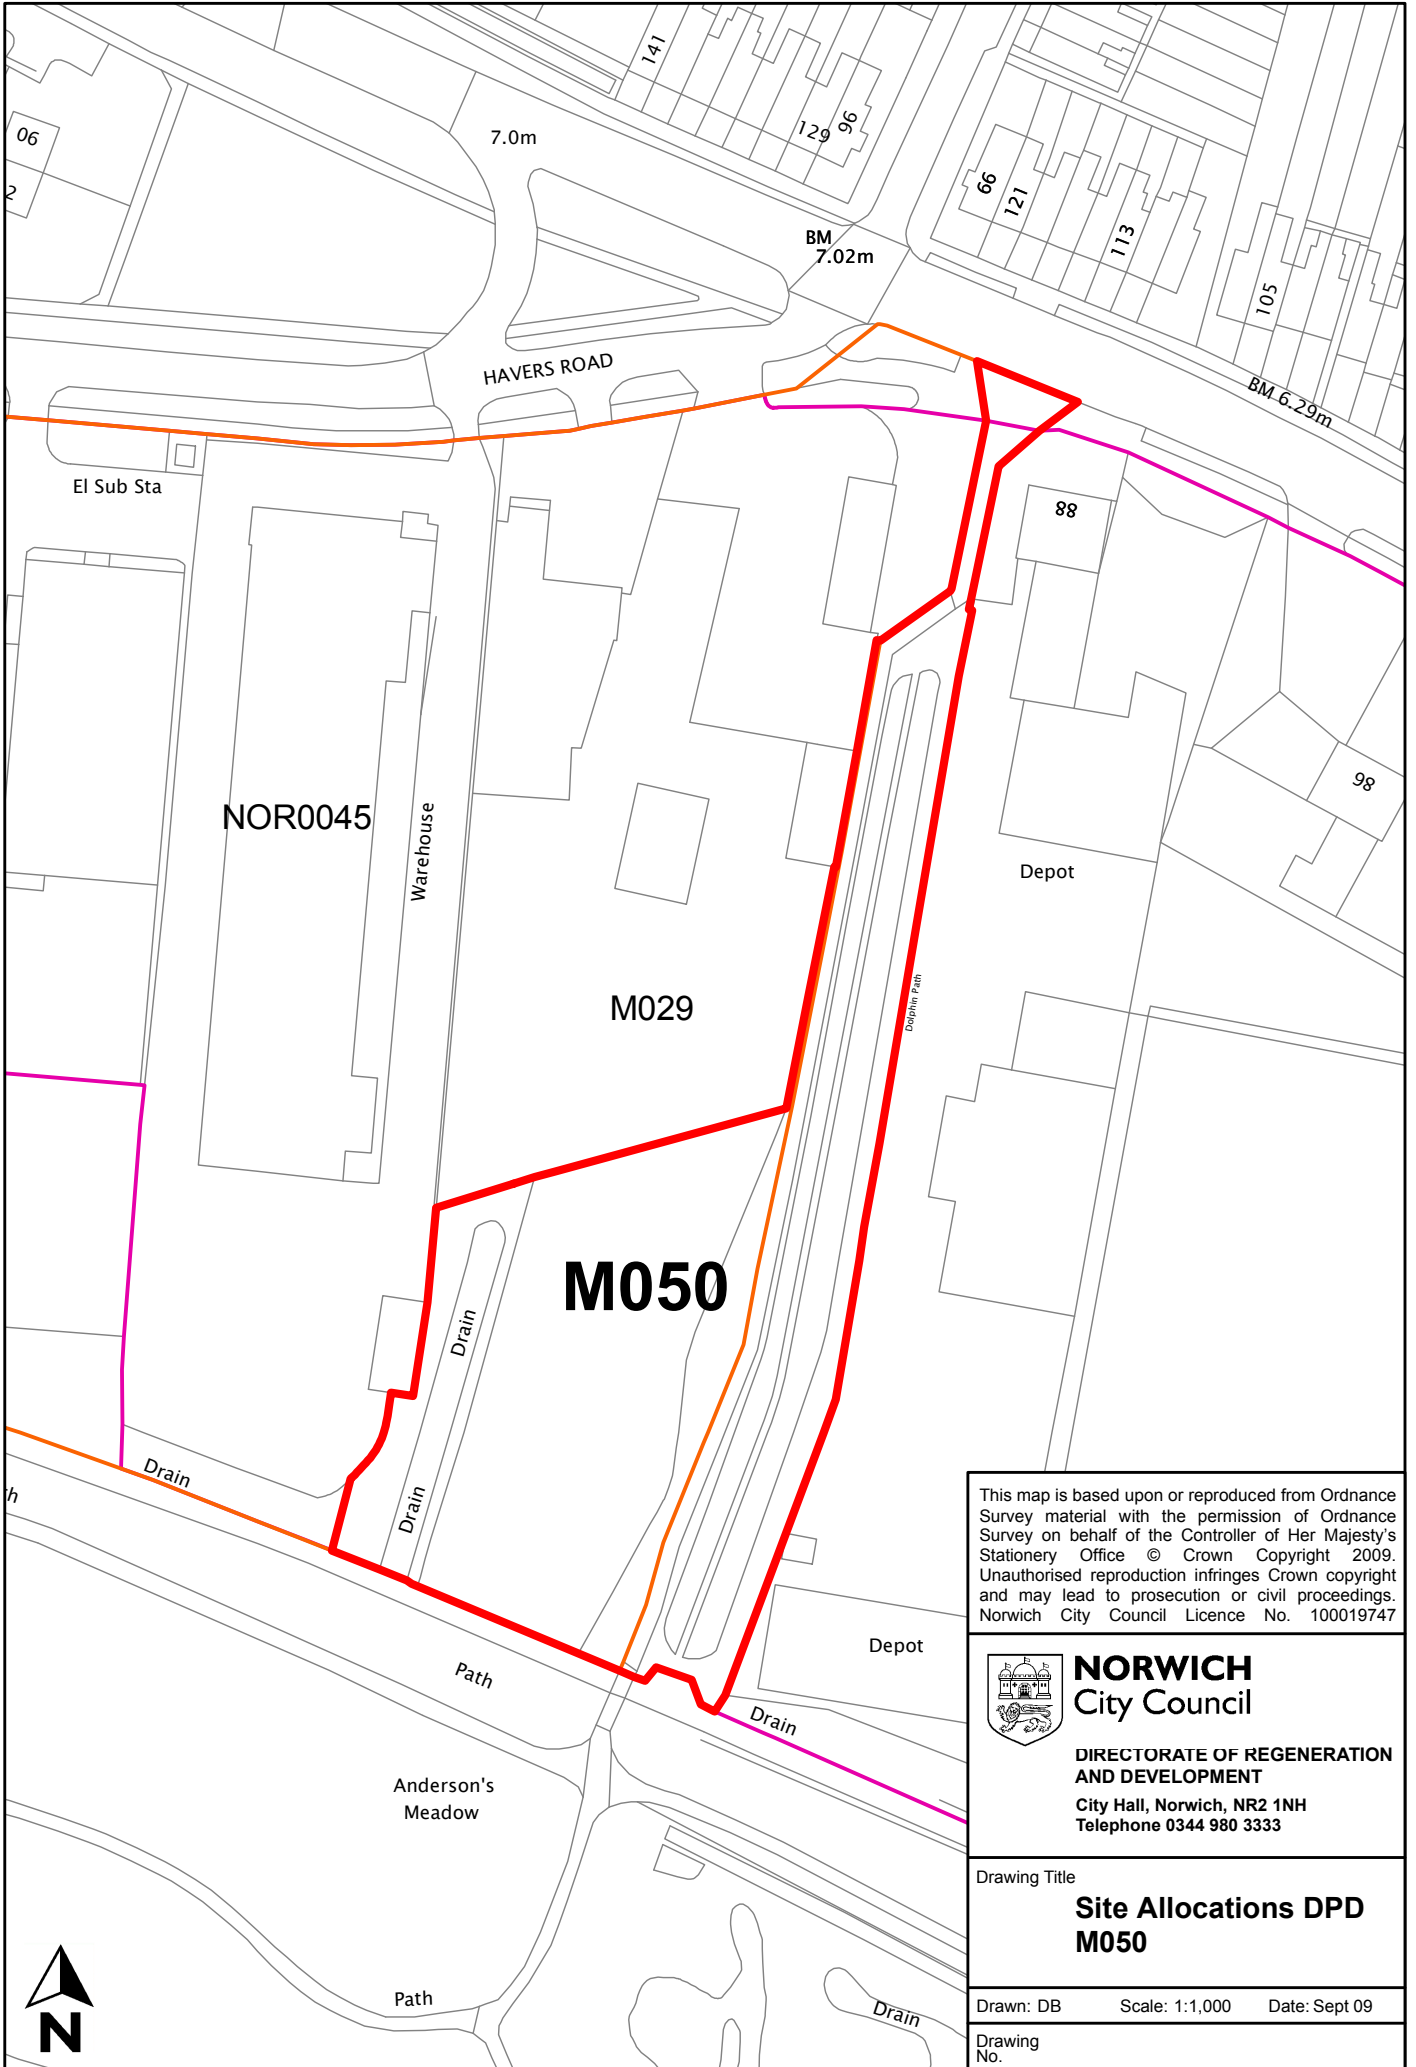 141
129
96
06
2
7.0m
66
121
113
105
BM
7.02m
HAVERS ROAD
BM 6.29m
El Sub Sta
88
98
NOR0045
Warehouse
Depot
M029
Dolphin Path
M050
Drain
Drain
Drain
Path
Depot
Drain
Anderson's
Meadow
Path
Drain
N
This map is based upon or reproduced from Ordnance
Survey material with the permission of Ordnance
Survey on behalf of the Controller of Her Majesty's
Stationery Office © Crown Copyright 2009.
Unauthorised reproduction infringes Crown copyright
and may lead to prosecution or civil proceedings.
Norwich City Council Licence No. 100019747
NORWICH
City Council
DIRECTORATE OF REGENERATION
AND DEVELOPMENT
City Hall, Norwich, NR2 1NH
Telephone 0344 980 3333
Drawing Title
Site Allocations DPD
M050
Drawn: DB Scale: 1:1,000 Date: Sept 09
Drawing
No.